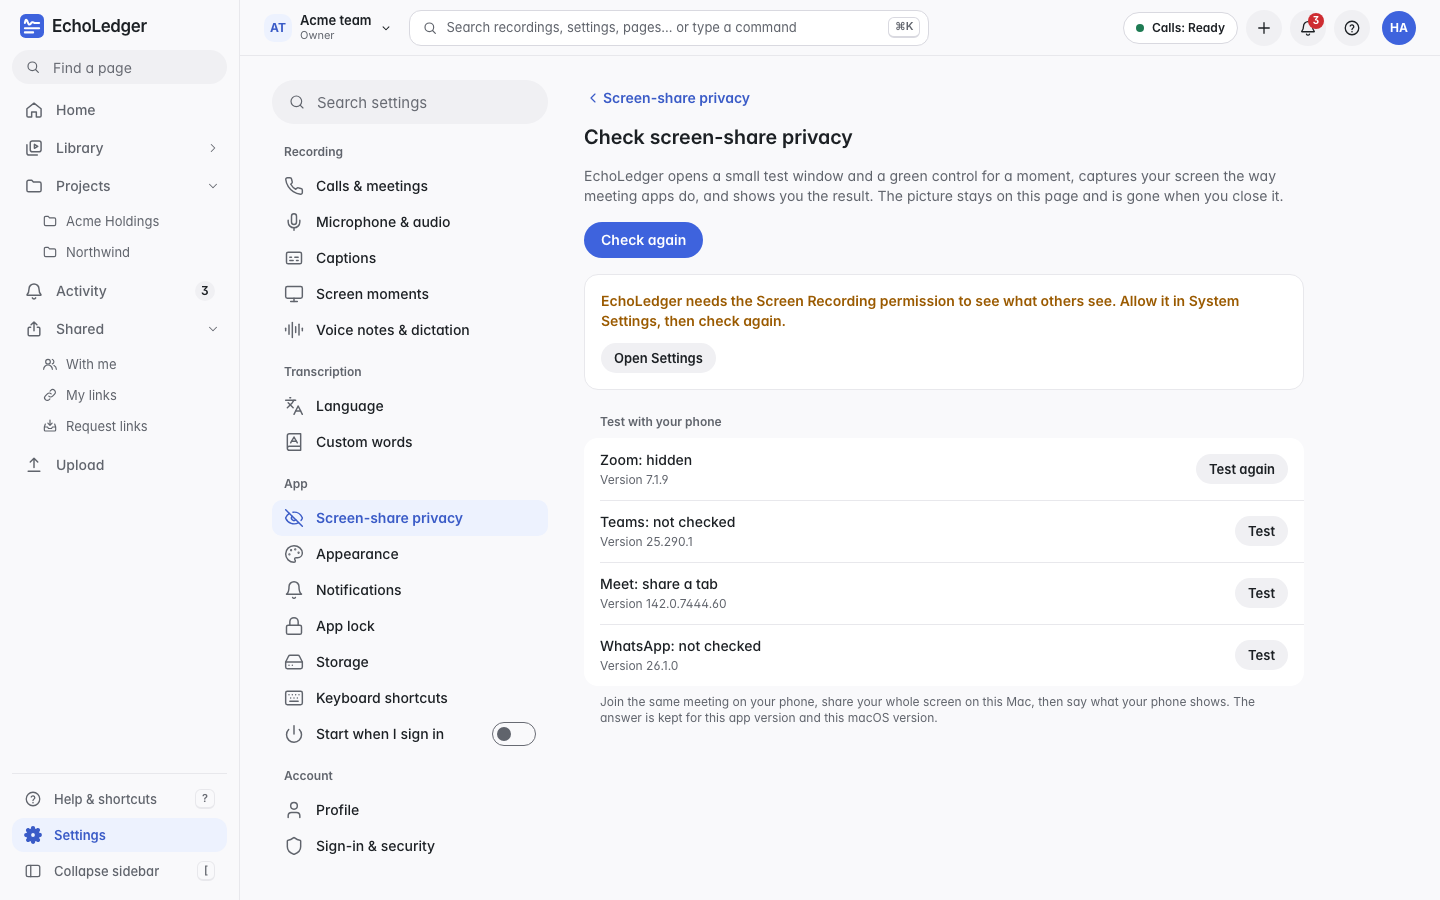 EchoLedger
Find a page
Home
Library
Projects
Acme Holdings
Northwind
Activity
3
Shared
With me
My links
Request links
Upload
Help & shortcuts
?
Settings
Collapse sidebar
[
AT
Acme team
Owner
Search recordings, settings, pages... or type a command
⌘K
Calls: Ready
3
HA
Search settings
Recording
Calls & meetings
Microphone & audio
Captions
Screen moments
Voice notes & dictation
Transcription
Language
Custom words
App
Screen-share privacy
Appearance
Notifications
App lock
Storage
Keyboard shortcuts
Start when I sign in
Account
Profile
Sign-in & security
Screen-share privacy
Check screen-share privacy
EchoLedger opens a small test window and a green control for a moment, captures your screen the way
meeting apps do, and shows you the result. The picture stays on this page and is gone when you close it.
Check again
EchoLedger needs the Screen Recording permission to see what others see. Allow it in System
Settings, then check again.
Open Settings
Test with your phone
Zoom: hidden
Version 7.1.9
Test again
Teams: not checked
Version 25.290.1
Test
Meet: share a tab
Version 142.0.7444.60
Test
WhatsApp: not checked
Version 26.1.0
Test
Join the same meeting on your phone, share your whole screen on this Mac, then say what your phone shows. The
answer is kept for this app version and this macOS version.